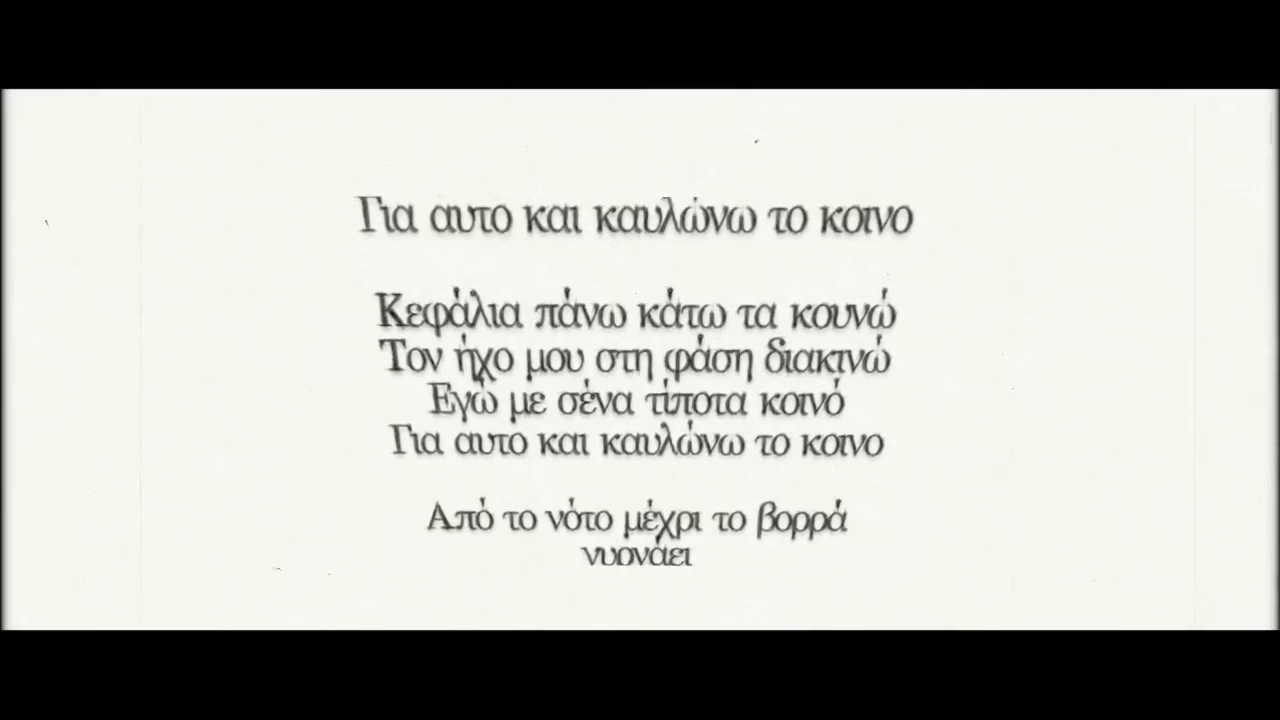 Για αυτο και καυλώνω το κοινο
Κεφάλια πάνω κάτω τα κουνώ
Τον ήχο μου στη φάση διακινώ
Εγώ με σένα τίποτα κοινό
Για αυτο και καυλώνω το κοινο
Από το νότο μέχρι το βορρά